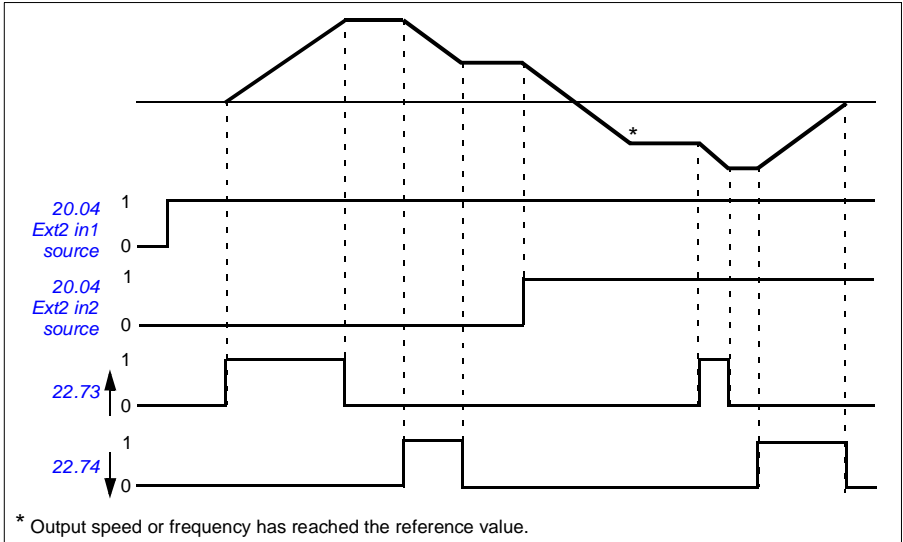 *
20.04
Ext2 in1
source
1
0
20.04
Ext2 in2
source
1
0
22.73
1
0
22.74
1
0
* Output speed or frequency has reached the reference value.